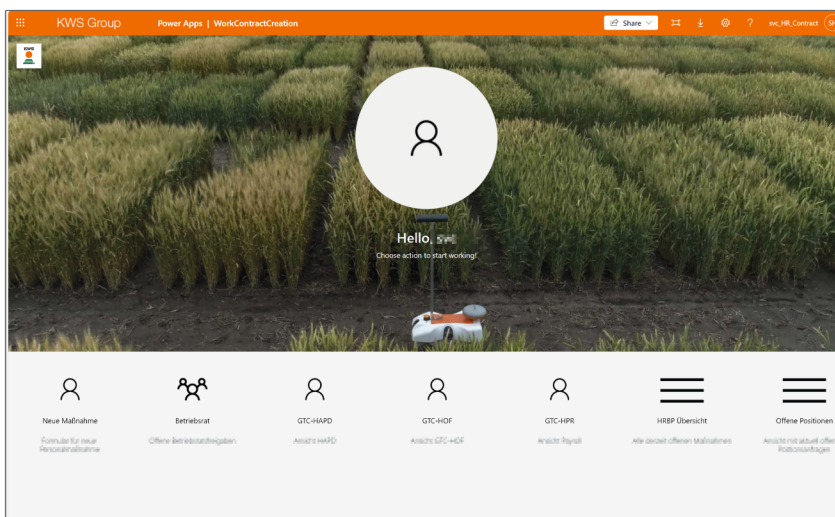 KWS Group Power Apps | WorkContractCreation Share ? svc_HR_Contract
KWS
Hello,
Choose action to start working!
Neue Maßnahme Betriebsrat GTC-HAPD GTC-HOF GTC-HPR HRBP Übersicht Offene Positionen
Formular für neue Offene Betriebsratsfreigaben Ansicht HAPD Ansicht GTC-HOF Ansicht Payroll Alle derzeit offenen Maßnahmen Ansicht mit aktuell
Personalmaßnahme Positionsanfragen